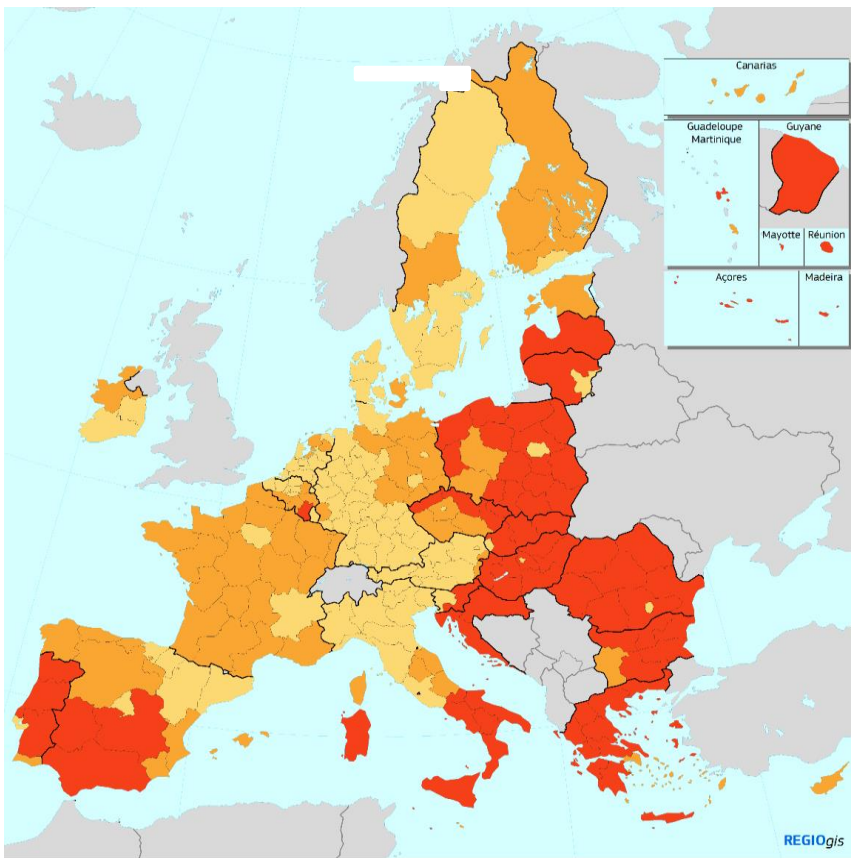 Canarias
Guadeloupe
Martinique
Guyane
Mayotte
Réunion
Açores
Madeira
REGIOgis